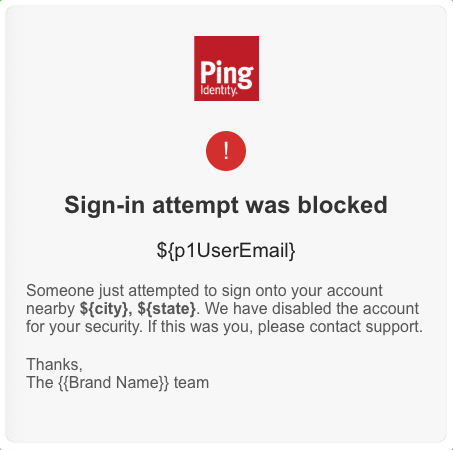 Ping
Identity.
!
Sign-in attempt was blocked
${p1UserEmail}
Someone just attempted to sign onto your account
nearby ${city}, ${state}. We have disabled the account
for your security. If this was you, please contact support.
Thanks,
The {{Brand Name}} team